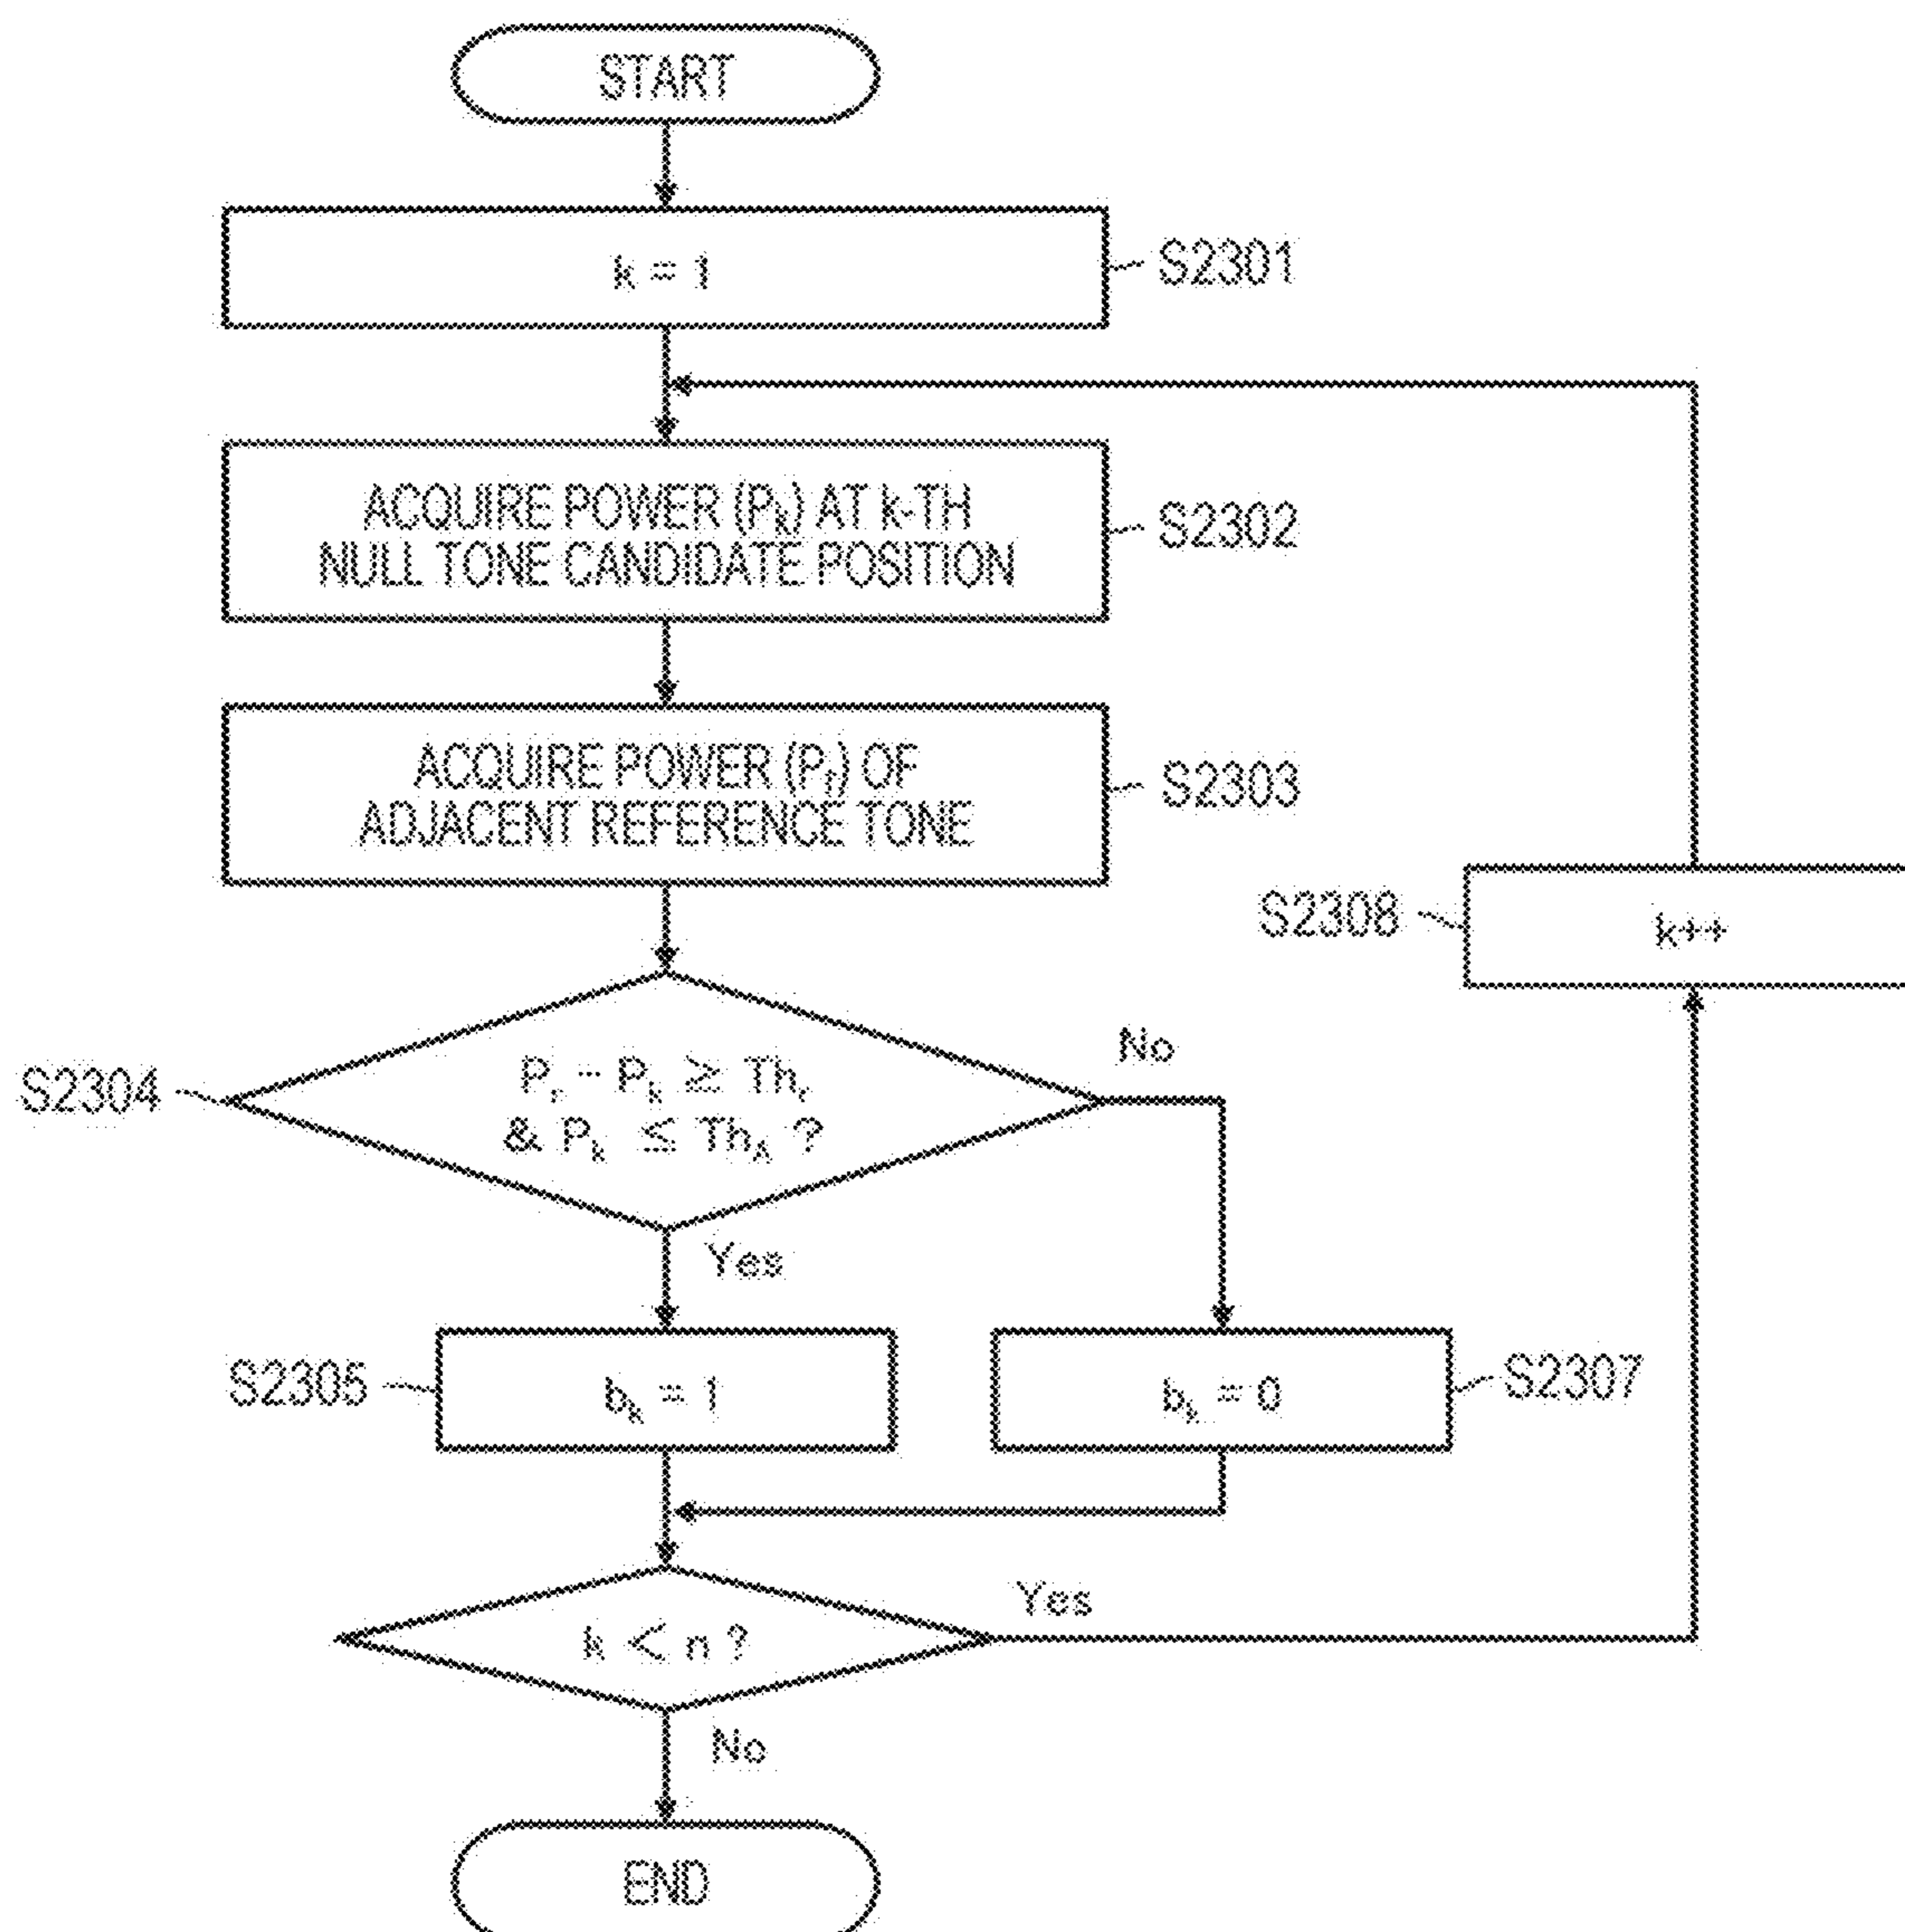 START
k = 1
S2301
ACQUIRE POWER (Pk) AT k-TH
NULL TONE CANDIDATE POSITION
S2302
ACQUIRE POWER (Pr) OF
ADJACENT REFERENCE TONE
S2303
S2308
k++
S2304
Pr - Pk ≥ Thr
& Pk ≤ ThA ?
No
Yes
S2305
bk = 1
bk = 0
S2307
k < n ?
Yes
No
END